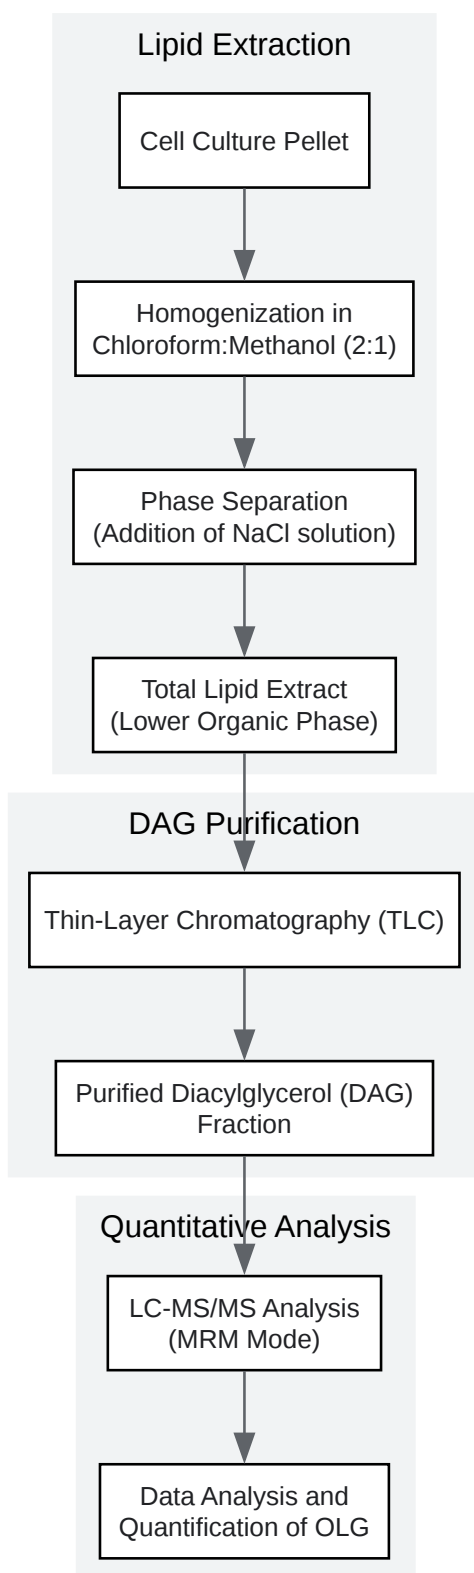 Lipid Extraction
Cell Culture Pellet
Homogenization in
Chloroform:Methanol (2:1)
Phase Separation
(Addition of NaCl solution)
Total Lipid Extract
(Lower Organic Phase)
DAG Purification
Thin-Layer Chromatography (TLC)
Purified Diacylglycerol (DAG)
Fraction
Quantitative Analysis
LC-MS/MS Analysis
(MRM Mode)
Data Analysis and
Quantification of OLG